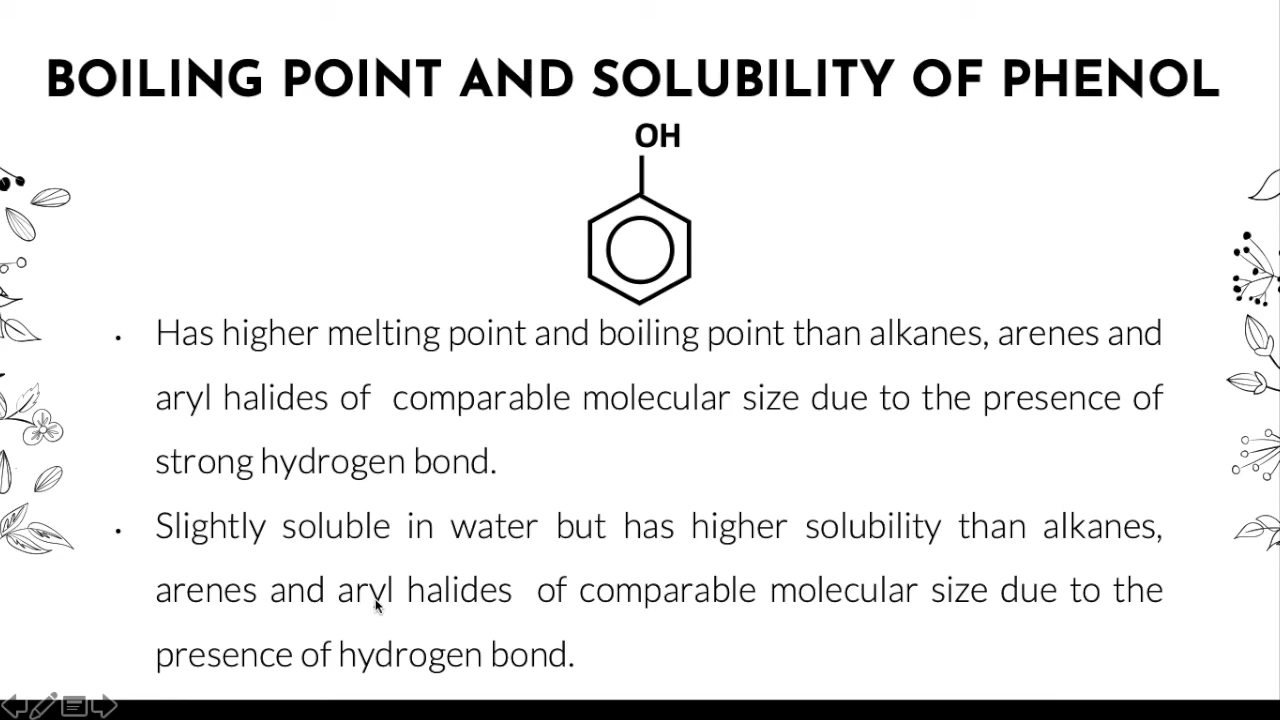 BOILING POINT AND SOLUBILITY OF PHENOL
OH
• Has higher melting point and boiling point than alkanes, arenes and
aryl halides of comparable molecular size due to the presence of
strong hydrogen bond.
• Slightly soluble in water but has higher solubility than alkanes,
arenes and aryl halides of comparable molecular size due to the
presence of hydrogen bond.